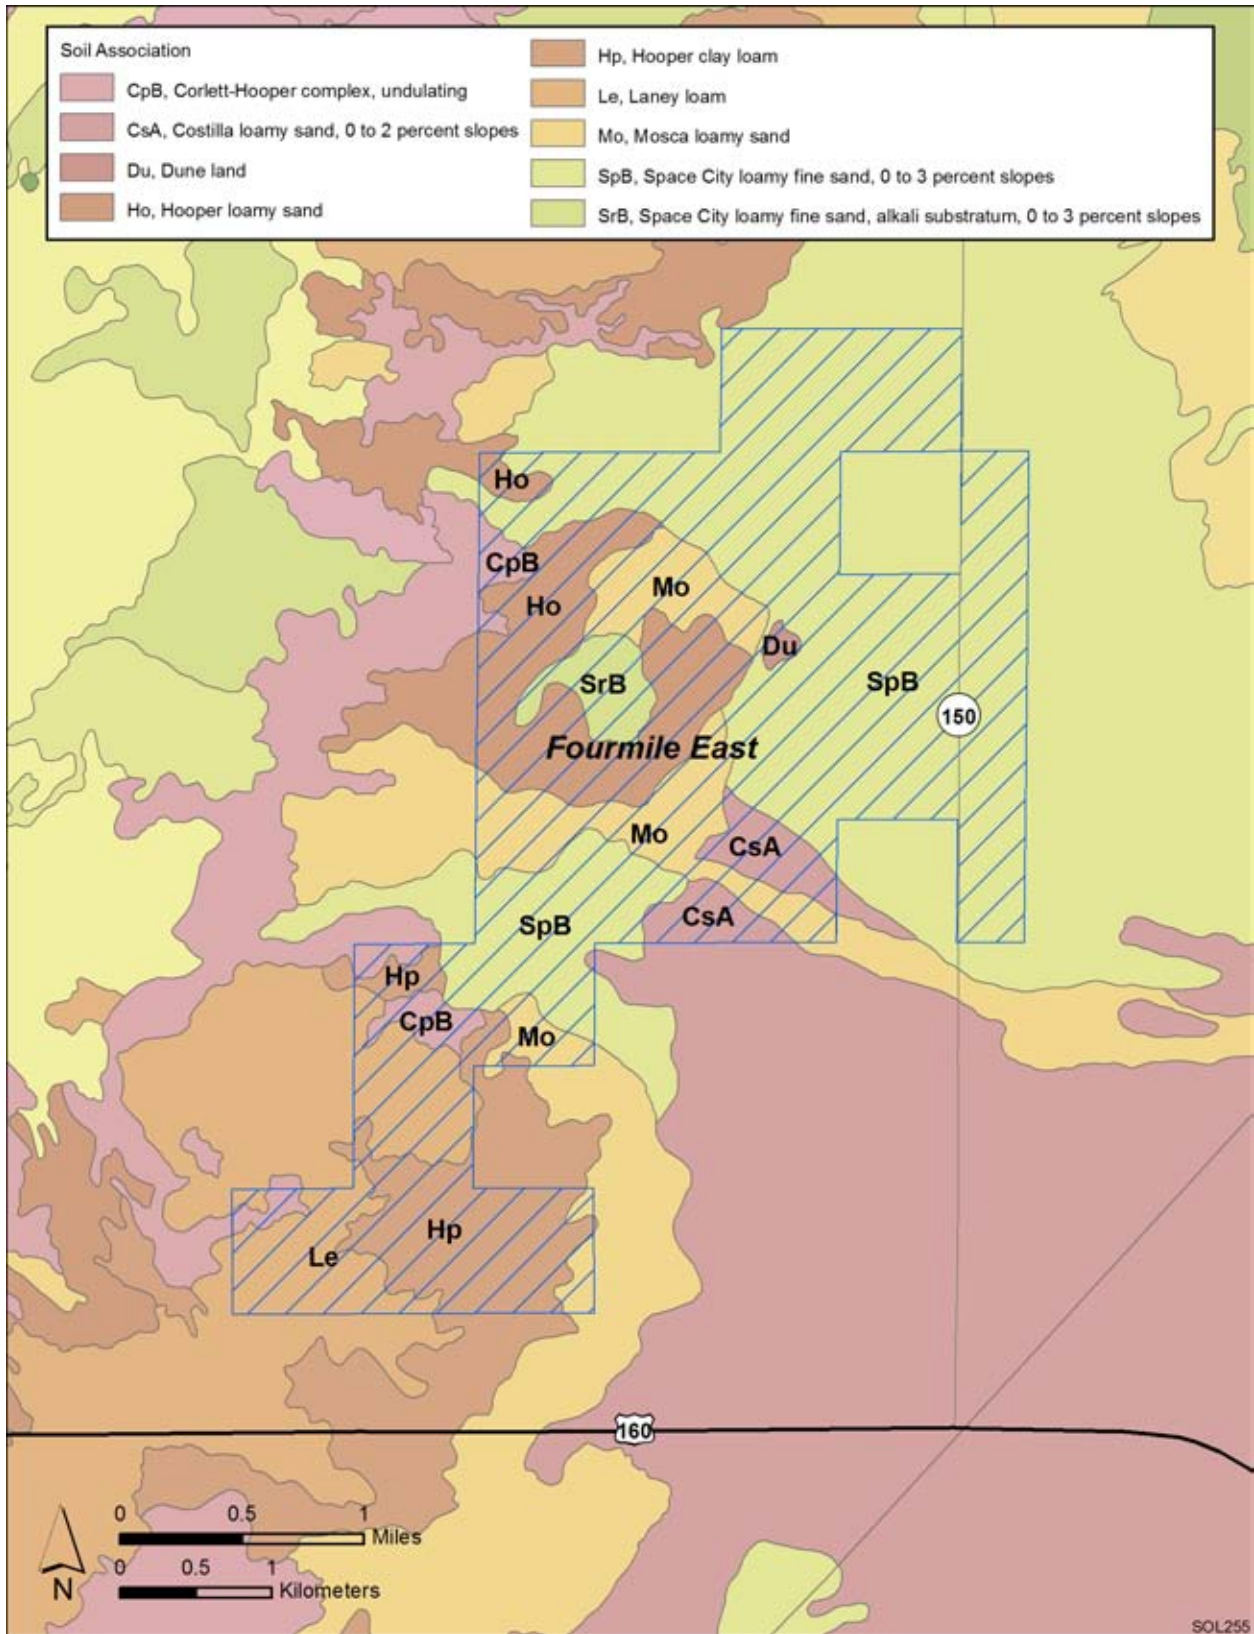 Soil Association
CpB, Corlett-Hooper complex, undulating
CsA, Costilla loamy sand, 0 to 2 percent slopes
Du, Dune land
Ho, Hooper loamy sand
Hp, Hooper clay loam
Le, Laney loam
Mo, Mosca loamy sand
SpB, Space City loamy fine sand, 0 to 3 percent slopes
SrB, Space City loamy fine sand, alkali substratum, 0 to 3 percent slopes
Ho
CpB
Mo
Ho
Du
SrB
SpB
150
Fourmile East
Mo
CsA
CsA
SpB
Hp
CpB
Mo
Hp
Le
160
0 0.5 1
Miles
0 0.5 1
Kilometers
N
SOL255